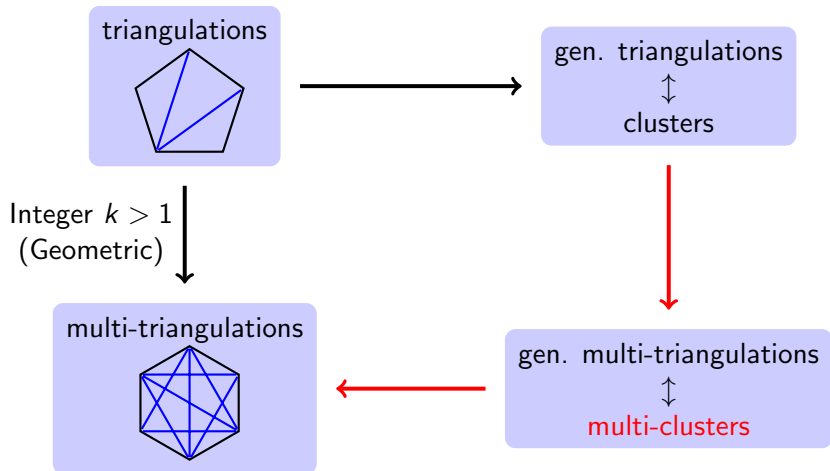 triangulations
gen. triangulations
↕
clusters
Integer k > 1
(Geometric)
multi-triangulations
gen. multi-triangulations
↕
multi-clusters